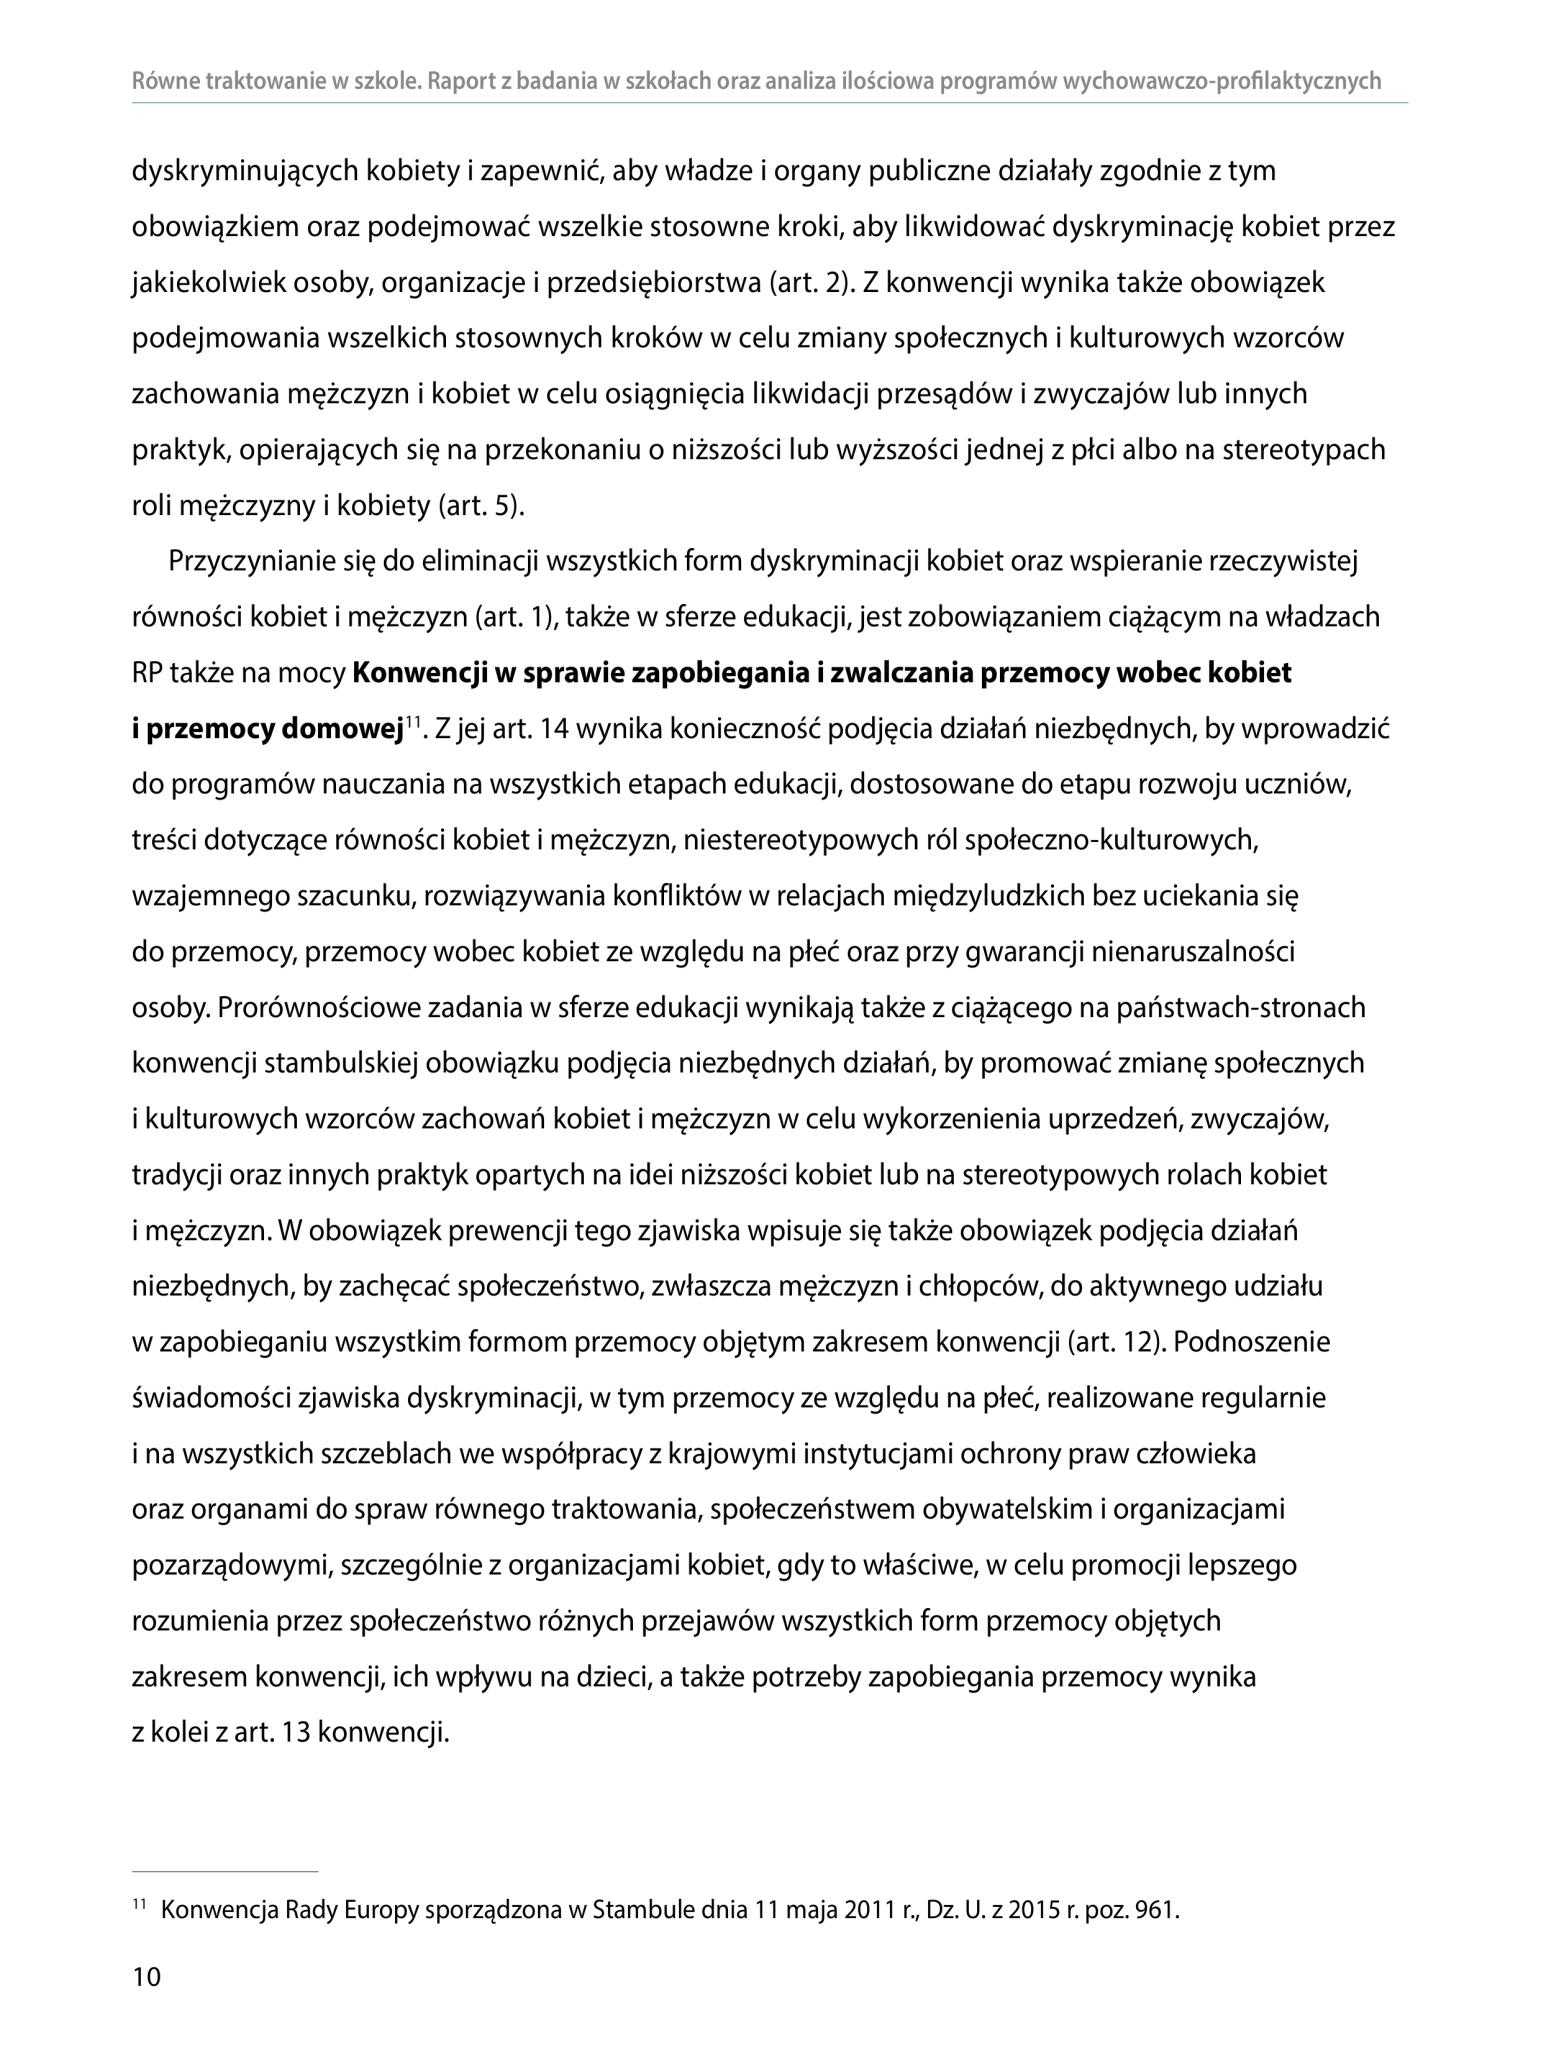 Równe traktowanie w szkole. Raport z badania w szkołach oraz analiza ilościowa programów wychowawczo-profilaktycznych
dyskryminujących kobiety i zapewnić, aby władze i organy publiczne działały zgodnie z tym
obowiązkiem oraz podejmować wszelkie stosowne kroki, aby likwidować dyskryminację kobiet przez
jakiekolwiek osoby, organizacje i przedsiębiorstwa (art. 2). Z konwencji wynika także obowiązek
podejmowania wszelkich stosownych kroków w celu zmiany społecznych i kulturowych wzorców
zachowania mężczyzn i kobiet w celu osiągnięcia likwidacji przesądów i zwyczajów lub innych
praktyk, opierających się na przekonaniu o niższości lub wyższości jednej z płci albo na stereotypach
roli mężczyzny i kobiety (art. 5).
Przyczynianie się do eliminacji wszystkich form dyskryminacji kobiet oraz wspieranie rzeczywistej
równości kobiet i mężczyzn (art. 1), także w sferze edukacji, jest zobowiązaniem ciążącym na władzach
RP także na mocy Konwencji w sprawie zapobiegania i zwalczania przemocy wobec kobiet
i przemocy domowej¹¹. Z jej art. 14 wynika konieczność podjęcia działań niezbędnych, by wprowadzić
do programów nauczania na wszystkich etapach edukacji, dostosowane do etapu rozwoju uczniów,
treści dotyczące równości kobiet i mężczyzn, niestereotypowych ról społeczno-kulturowych,
wzajemnego szacunku, rozwiązywania konfliktów w relacjach międzyludzkich bez uciekania się
do przemocy, przemocy wobec kobiet ze względu na płeć oraz przy gwarancji nienaruszalności
osoby. Prorównościowe zadania w sferze edukacji wynikają także z ciążącego na państwach-stronach
konwencji stambulskiej obowiązku podjęcia niezbędnych działań, by promować zmianę społecznych
i kulturowych wzorców zachowań kobiet i mężczyzn w celu wykorzenienia uprzedzeń, zwyczajów,
tradycji oraz innych praktyk opartych na idei niższości kobiet lub na stereotypowych rolach kobiet
i mężczyzn. W obowiązek prewencji tego zjawiska wpisuje się także obowiązek podjęcia działań
niezbędnych, by zachęcać społeczeństwo, zwłaszcza mężczyzn i chłopców, do aktywnego udziału
w zapobieganiu wszystkim formom przemocy objętym zakresem konwencji (art. 12). Podnoszenie
świadomości zjawiska dyskryminacji, w tym przemocy ze względu na płeć, realizowane regularnie
i na wszystkich szczeblach we współpracy z krajowymi instytucjami ochrony praw człowieka
oraz organami do spraw równego traktowania, społeczeństwem obywatelskim i organizacjami
pozarządowymi, szczególnie z organizacjami kobiet, gdy to właściwe, w celu promocji lepszego
rozumienia przez społeczeństwo różnych przejawów wszystkich form przemocy objętych
zakresem konwencji, ich wpływu na dzieci, a także potrzeby zapobiegania przemocy wynika
z kolei z art. 13 konwencji.
¹¹ Konwencja Rady Europy sporządzona w Stambule dnia 11 maja 2011 r., Dz. U. z 2015 r. poz. 961.
10